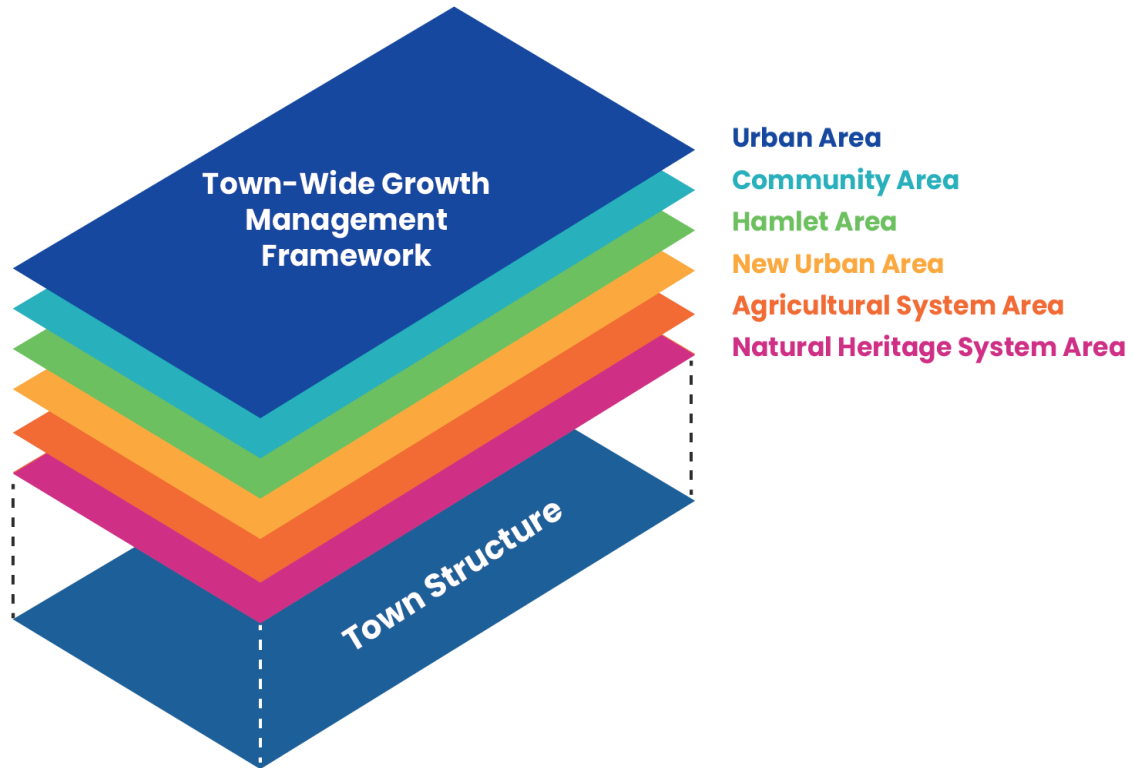 Town-Wide Growth
Management
Framework
Urban Area
Community Area
Hamlet Area
New Urban Area
Agricultural System Area
Natural Heritage System Area
Town Structure